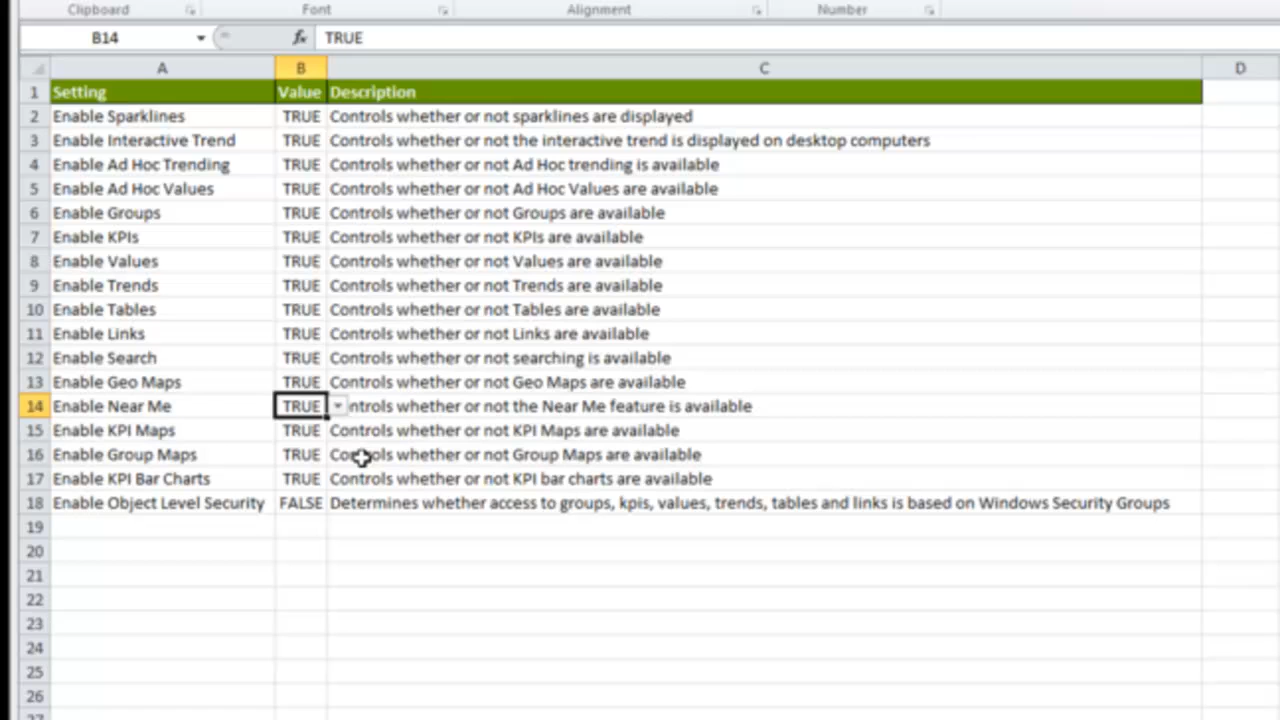 Clipboard Font Alignment Number
B14 fx TRUE
A B C D
1 Setting Value Description
2 Enable Sparklines TRUE Controls whether or not sparklines are displayed
3 Enable Interactive Trend TRUE Controls whether or not the interactive trend is displayed on desktop computers
4 Enable Ad Hoc Trending TRUE Controls whether or not Ad Hoc trending is available
5 Enable Ad Hoc Values TRUE Controls whether or not Ad Hoc Values are available
6 Enable Groups TRUE Controls whether or not Groups are available
7 Enable KPIs TRUE Controls whether or not KPIs are available
8 Enable Values TRUE Controls whether or not Values are available
9 Enable Trends TRUE Controls whether or not Trends are available
10 Enable Tables TRUE Controls whether or not Tables are available
11 Enable Links TRUE Controls whether or not Links are available
12 Enable Search TRUE Controls whether or not searching is available
13 Enable Geo Maps TRUE Controls whether or not Geo Maps are available
14 Enable Near Me TRUE ntrols whether or not the Near Me feature is available
15 Enable KPI Maps TRUE Controls whether or not KPI Maps are available
16 Enable Group Maps TRUE Controls whether or not Group Maps are available
17 Enable KPI Bar Charts TRUE Controls whether or not KPI bar charts are available
18 Enable Object Level Security FALSE Determines whether access to groups, kpis, values, trends, tables and links is based on Windows Security Groups
19
20
21
22
23
24
25
26
27